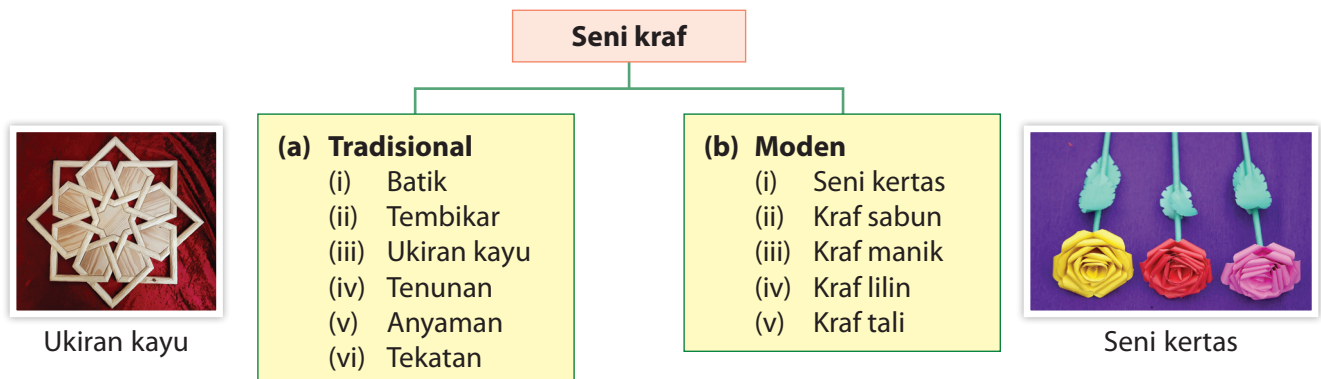 Seni kraf
(a) Tradisional
(i) Batik
(ii) Tembikar
(iii) Ukiran kayu
(iv) Tenunan
(v) Anyaman
(vi) Tekatan
(b) Moden
(i) Seni kertas
(ii) Kraf sabun
(iii) Kraf manik
(iv) Kraf lilin
(v) Kraf tali
Ukiran kayu
Seni kertas